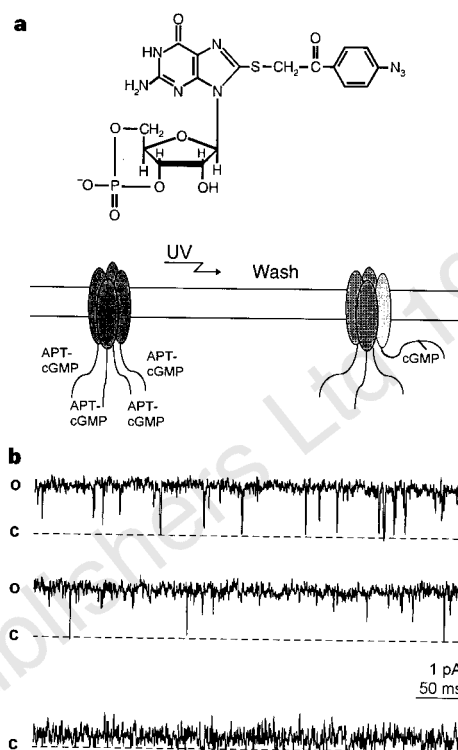 a
O
HN
N
N
N
H₂N
S—CH₂—C
O
N₃
O—CH₂
O
H
H
H
H
⁻O—P—O
OH
O
UV
Wash
APT-
cGMP
APT-
cGMP
APT-
cGMP
APT-
cGMP
cGMP
b
o
c
o
c
1 pA
50 ms
c